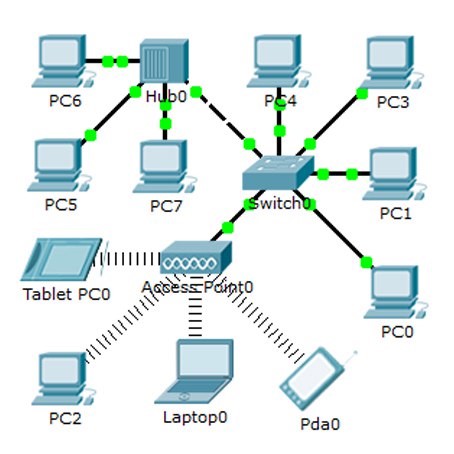 PC6
Hub0
PC4
PC3
PC5
PC7
Switch0
PC1
Tablet PC0
Access Point0
PC0
PC2
Laptop0
Pda0